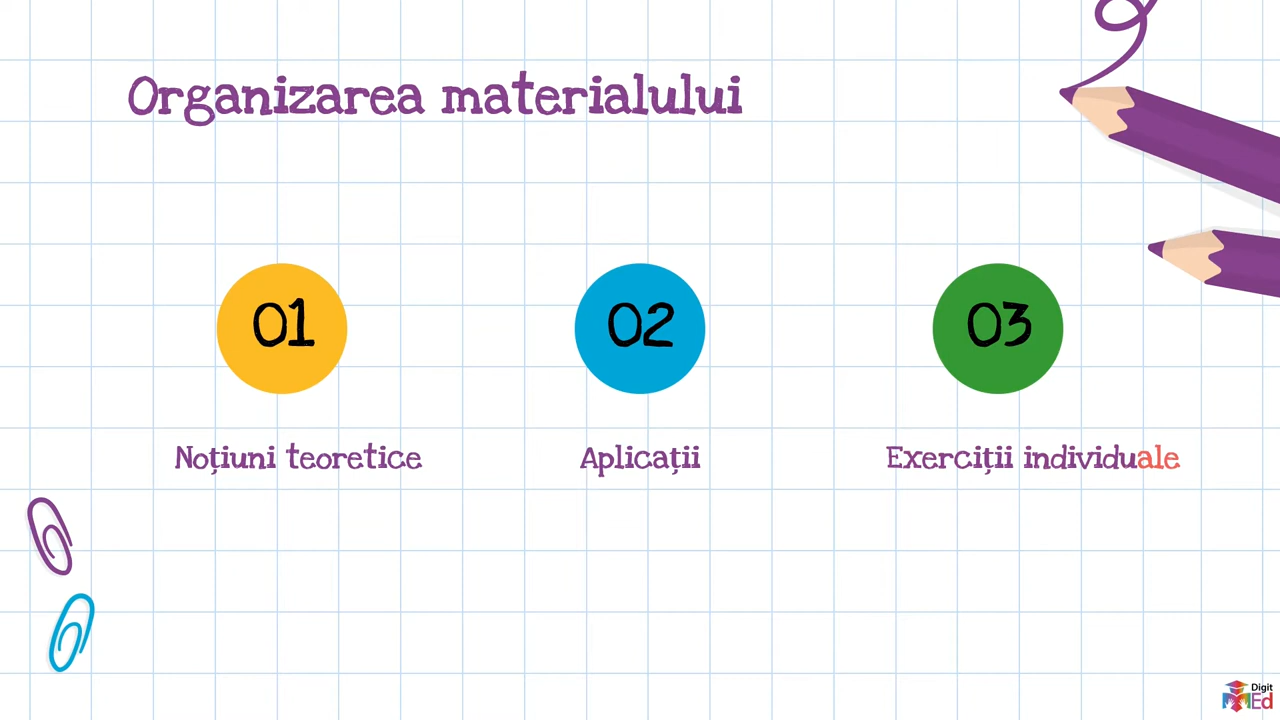 Organizarea materialului
01
02
03
Noțiuni teoretice
Aplicații
Exerciții individuale
Digit
Ed